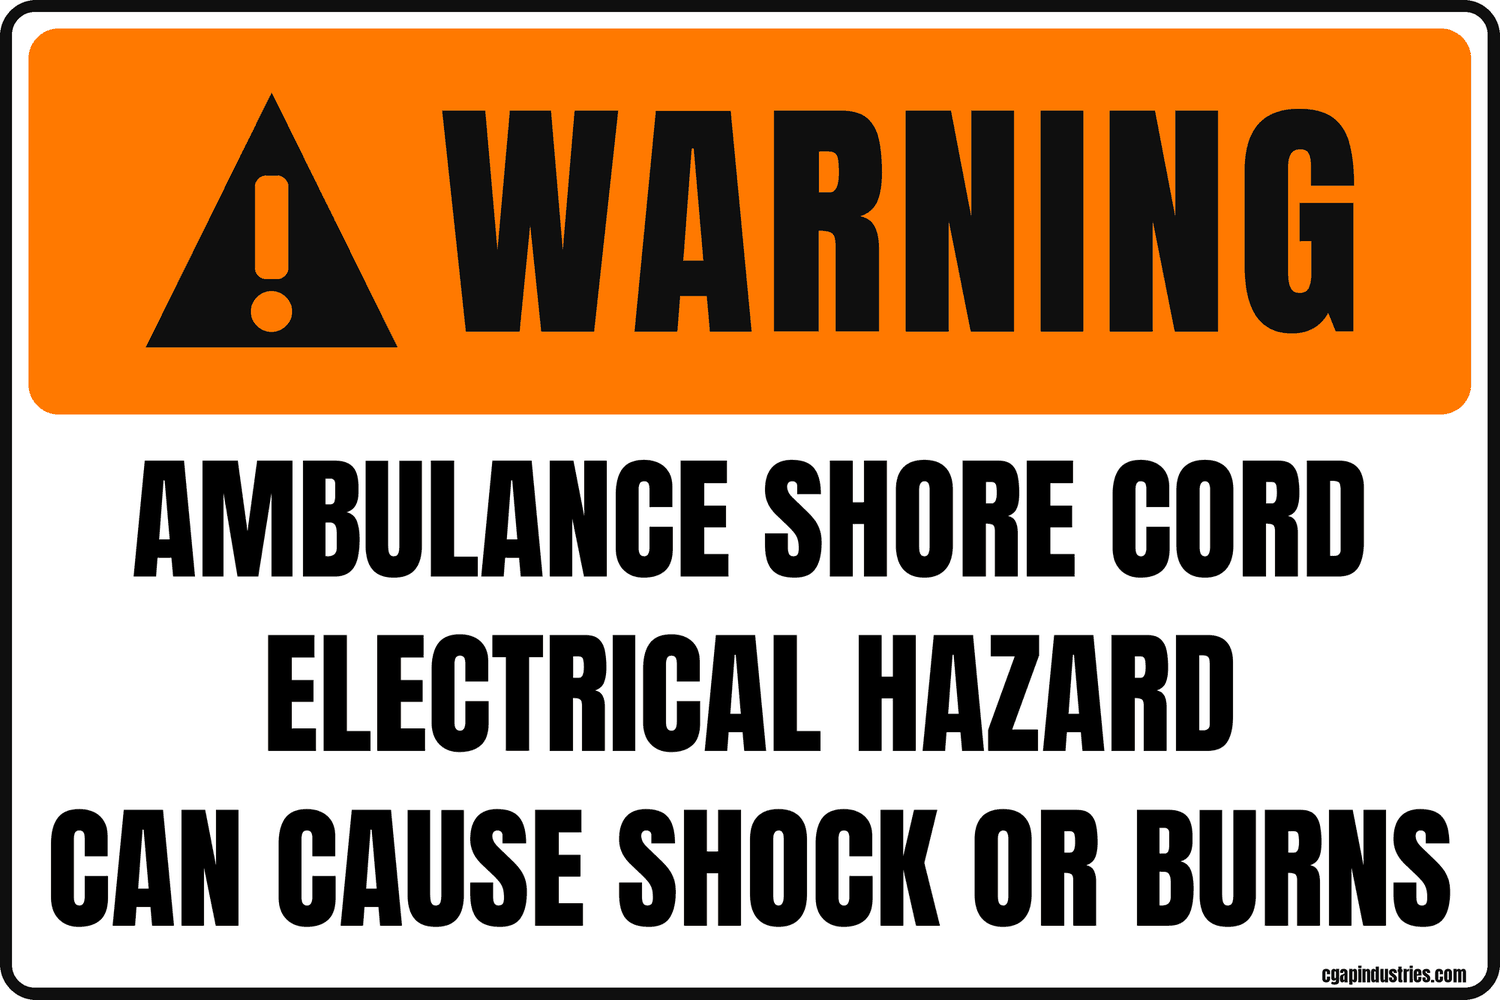 WARNING
AMBULANCE SHORE CORD
ELECTRICAL HAZARD
CAN CAUSE SHOCK OR BURNS
cgapindustries.com